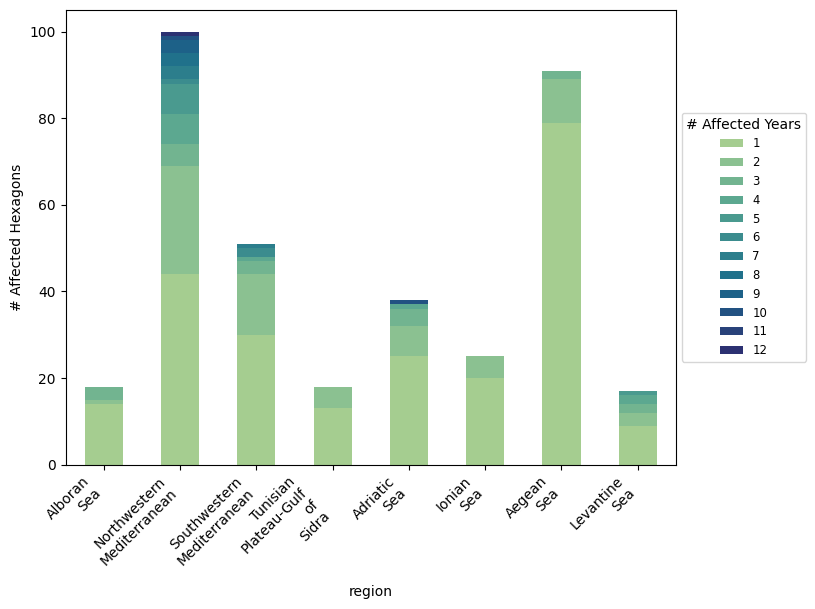 100
80
60
40
20
0
# Affected Hexagons
# Affected Years
1
2
3
4
5
6
7
8
9
10
11
12
Alboran
Sea
Northwestern
Mediterranean
Southwestern
Mediterranean
Tunisian
Plateau-Gulf
of
Sidra
Adriatic
Sea
Ionian
Sea
Aegean
Sea
Levantine
Sea
region